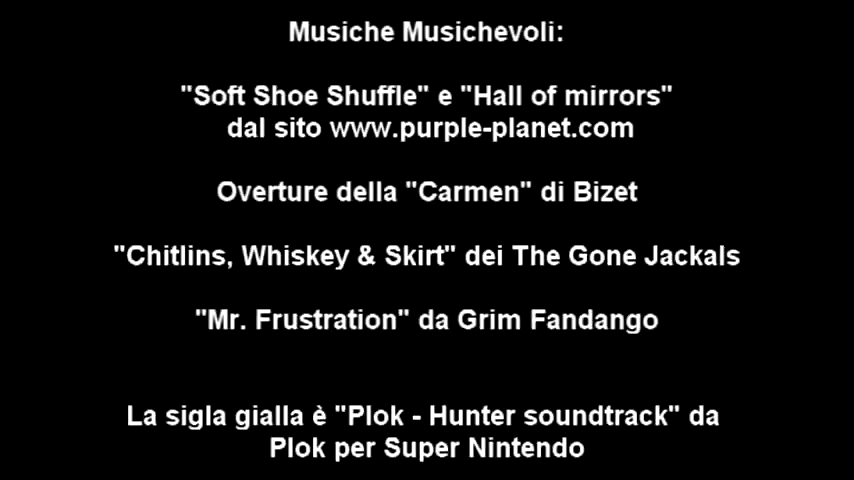 Musiche Musichevoli:
"Soft Shoe Shuffle" e "Hall of mirrors"
dal sito www.purple-planet.com
Overture della "Carmen" di Bizet
"Chitlins, Whiskey & Skirt" dei The Gone Jackals
"Mr. Frustration" da Grim Fandango
La sigla gialla è "Plok - Hunter soundtrack" da
Plok per Super Nintendo